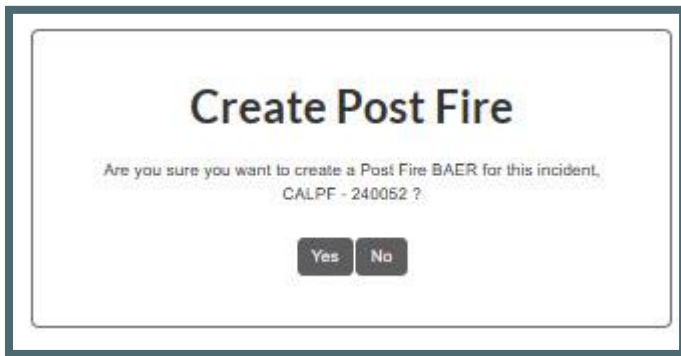 Create Post Fire
Are you sure you want to create a Post Fire BAER for this incident,
CALPF - 240052 ?
Yes No